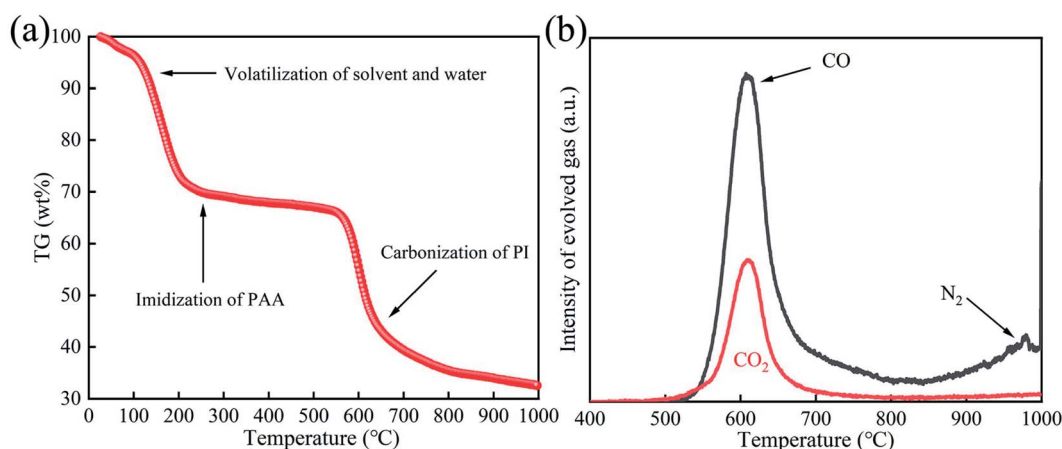 (a)
100
90
80
70
60
50
40
30
TG (wt%)
Volatilization of solvent and water
Imidization of PAA
Carbonization of PI
0 100 200 300 400 500 600 700 800 900 1000
Temperature (℃)
(b)
Intensity of evolved gas (a.u.)
CO
CO₂
N₂
400 500 600 700 800 900 1000
Temperature (℃)